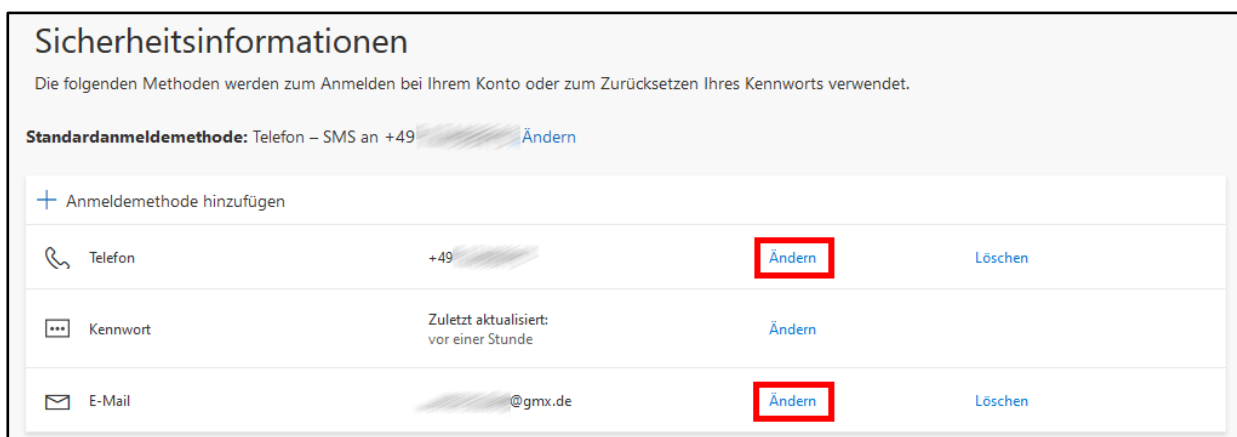 Sicherheitsinformationen
Die folgenden Methoden werden zum Anmelden bei Ihrem Konto oder zum Zurücksetzen Ihres Kennworts verwendet.
Standardanmeldemethode: Telefon – SMS an +49 Ändern
+ Anmeldemethode hinzufügen
Telefon +49 Ändern Löschen
Kennwort Zuletzt aktualisiert: Ändern
vor einer Stunde
E-Mail @gmx.de Ändern Löschen